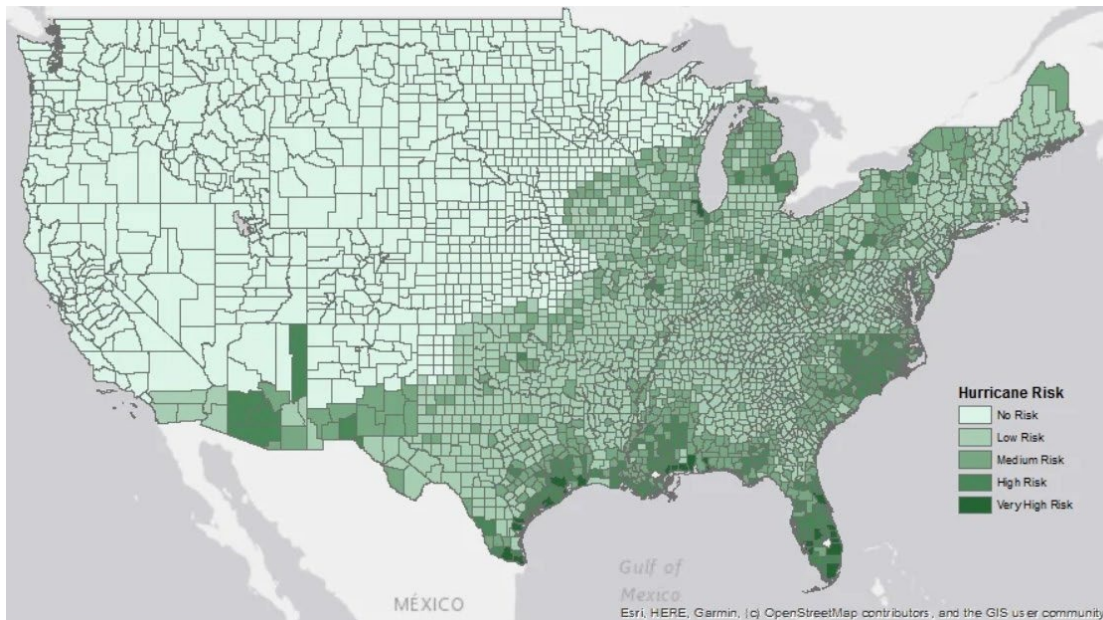 Hurricane Risk
No Risk
Low Risk
Medium Risk
High Risk
Very High Risk
Gulf of
Mexico
MÉXICO
Esri, HERE, Garmin, (c) OpenStreetMap contributors, and the GIS user community